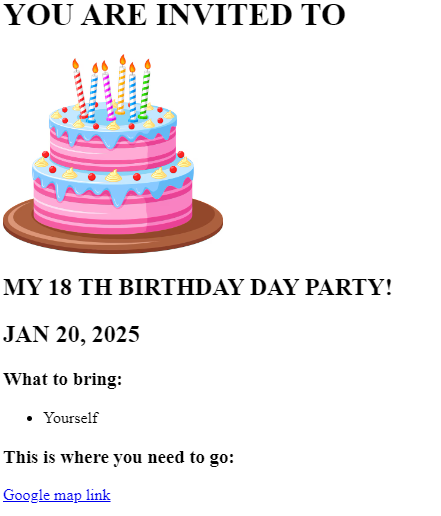 YOU ARE INVITED TO
MY 18 TH BIRTHDAY DAY PARTY!
JAN 20, 2025
What to bring:
Yourself
This is where you need to go:
Google map link